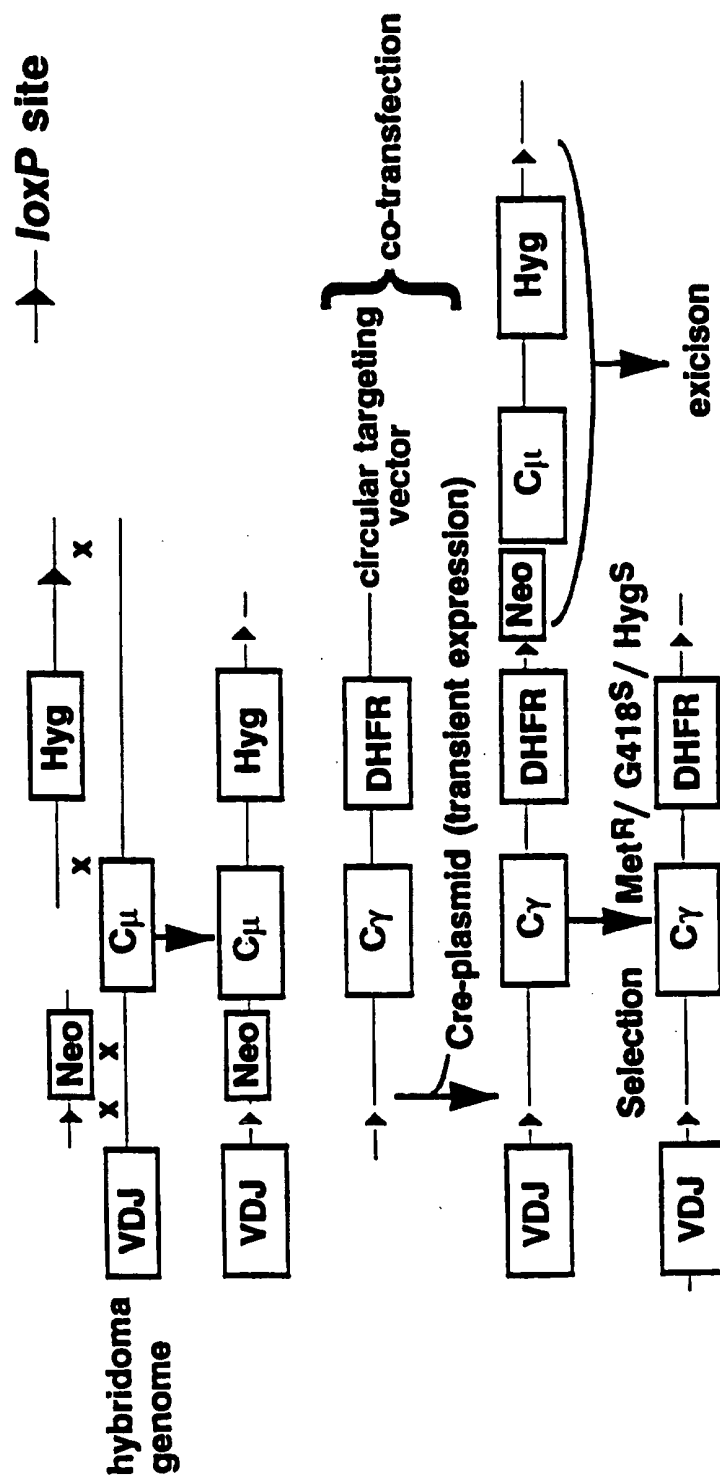 loxP site
Hyg
x
x
Neo
x
x
Cμ
VDJ
hybridoma
genome
VDJ
Neo
Cμ
Hyg
Cγ
DHFR
circular targeting
vector
co-transfection
Cre-plasmid (transient expression)
VDJ
Cγ
DHFR
Neo
Cμ
Hyg
exicison
Selection
MetR/ G418S/ HygS
VDJ
Cγ
DHFR